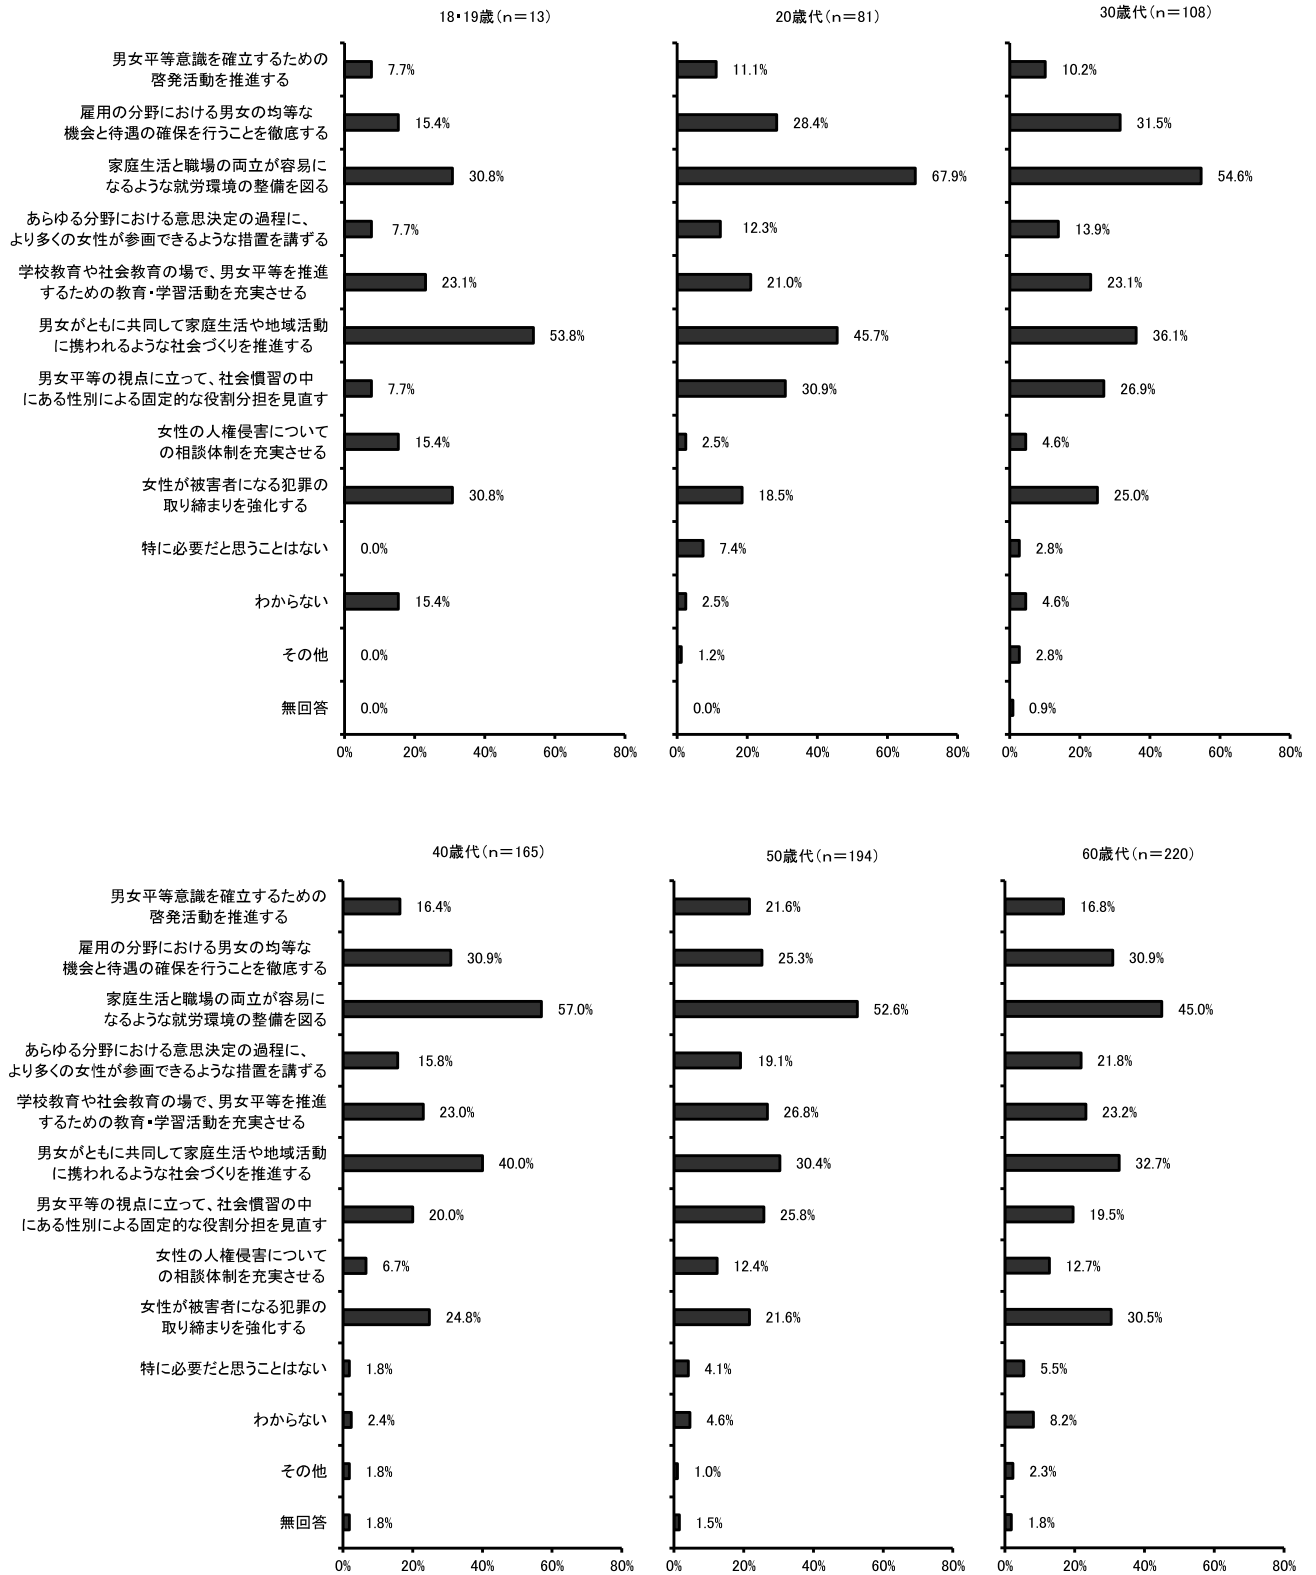 18・19歳(n=13)
20歳代(n=81)
30歳代(n=108)
男女平等意識を確立するための
啓発活動を推進する
7.7%
11.1%
10.2%
雇用の分野における男女の均等な
機会と待遇の確保を行うことを徹底する
15.4%
28.4%
31.5%
家庭生活と職場の両立が容易に
なるような就労環境の整備を図る
30.8%
67.9%
54.6%
あらゆる分野における意思決定の過程に、
より多くの女性が参画できるような措置を講ずる
7.7%
12.3%
13.9%
学校教育や社会教育の場で、男女平等を推進
するための教育・学習活動を充実させる
23.1%
21.0%
23.1%
男女がともに共同して家庭生活や地域活動
に携われるような社会づくりを推進する
53.8%
45.7%
36.1%
男女平等の視点に立って、社会慣習の中
にある性別による固定的な役割分担を見直す
7.7%
30.9%
26.9%
女性の人権侵害について
の相談体制を充実させる
15.4%
2.5%
4.6%
女性が被害者になる犯罪の
取り締まりを強化する
30.8%
18.5%
25.0%
特に必要だと思うことはない
0.0%
7.4%
2.8%
わからない
15.4%
2.5%
4.6%
その他
0.0%
1.2%
2.8%
無回答
0.0%
0.0%
0.9%
0% 20% 40% 60% 80%
0% 20% 40% 60% 80%
0% 20% 40% 60% 80%
40歳代(n=165)
50歳代(n=194)
60歳代(n=220)
男女平等意識を確立するための
啓発活動を推進する
16.4%
21.6%
16.8%
雇用の分野における男女の均等な
機会と待遇の確保を行うことを徹底する
30.9%
25.3%
30.9%
家庭生活と職場の両立が容易に
なるような就労環境の整備を図る
57.0%
52.6%
45.0%
あらゆる分野における意思決定の過程に、
より多くの女性が参画できるような措置を講ずる
15.8%
19.1%
21.8%
学校教育や社会教育の場で、男女平等を推進
するための教育・学習活動を充実させる
23.0%
26.8%
23.2%
男女がともに共同して家庭生活や地域活動
に携われるような社会づくりを推進する
40.0%
30.4%
32.7%
男女平等の視点に立って、社会慣習の中
にある性別による固定的な役割分担を見直す
20.0%
25.8%
19.5%
女性の人権侵害について
の相談体制を充実させる
6.7%
12.4%
12.7%
女性が被害者になる犯罪の
取り締まりを強化する
24.8%
21.6%
30.5%
特に必要だと思うことはない
1.8%
4.1%
5.5%
わからない
2.4%
4.6%
8.2%
その他
1.8%
1.0%
2.3%
無回答
1.8%
1.5%
1.8%
0% 20% 40% 60% 80%
0% 20% 40% 60% 80%
0% 20% 40% 60% 80%